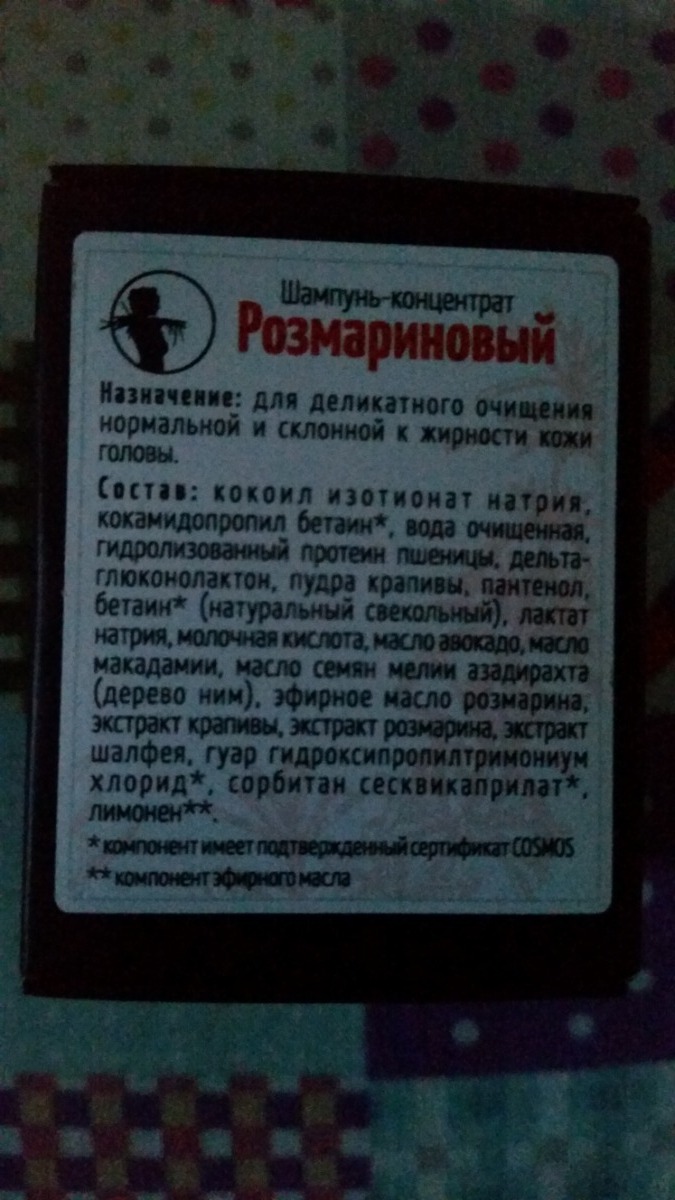 Шампунь-концентрат
Розмариновый
Назначение: для деликатного очищения
нормальной и склонной к жирности кожи
головы.
Состав: кокоил изотионат натрия,
кокамидопропил бетаин*, вода очищенная,
гидролизованный протеин пшеницы, дельта-
глюконолактон, пудра крапивы, пантенол,
бетаин* (натуральный свекольный), лактат
натрия, молочная кислота, масло авокадо, масло
макадамии, масло семян мелии азадирахта
(дерево ним), эфирное масло розмарина,
экстракт крапивы, экстракт розмарина, экстракт
шалфея, гуар гидроксипропилтримониум
хлорид*, сорбитан сесквикаприлат*,
лимонен**.
* компонент имеет подтвержденный сертификат COSMOS
** компонент эфирного масла